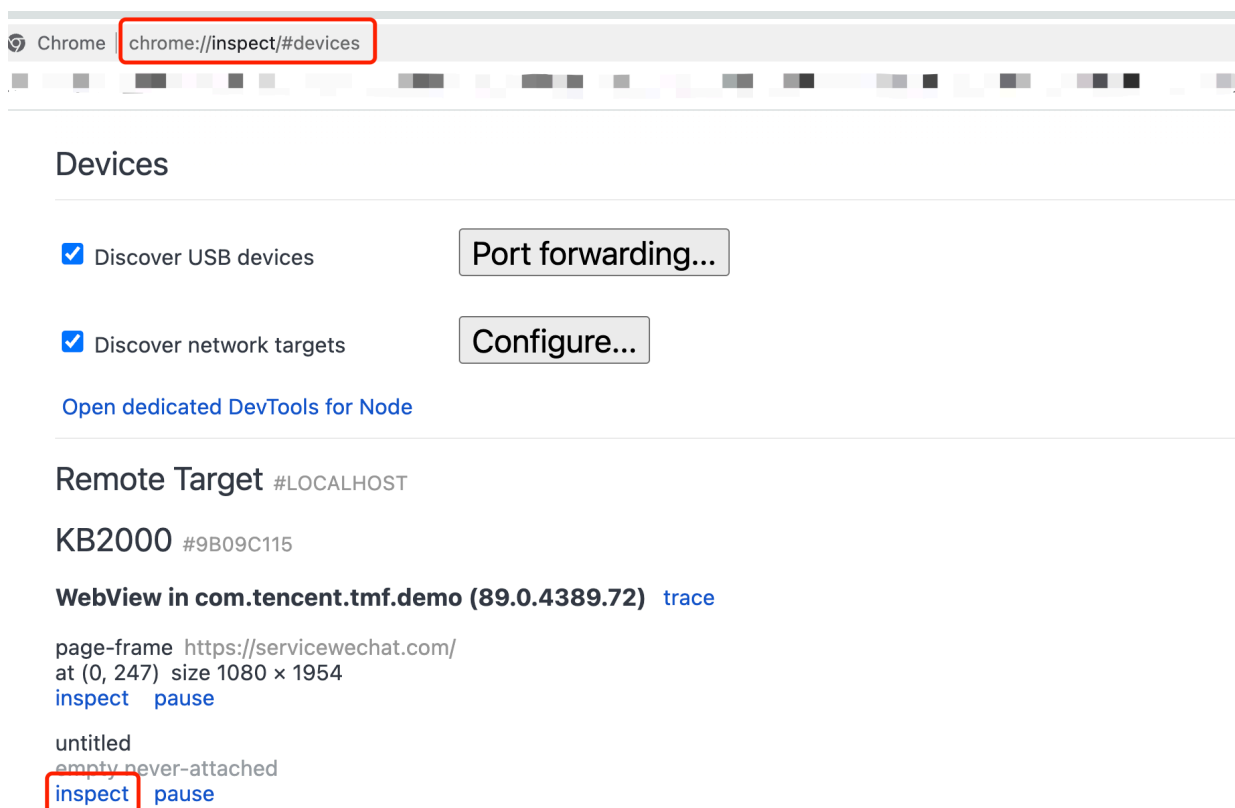 Chrome | chrome://inspect/#devices
Devices
Discover USB devices
Port forwarding...
Discover network targets
Configure...
Open dedicated DevTools for Node
Remote Target #LOCALHOST
KB2000 #9B09C115
WebView in com.tencent.tmf.demo (89.0.4389.72) trace
page-frame https://servicewechat.com/
at (0, 247) size 1080 × 1954
inspect pause
untitled
empty never-attached
inspect pause